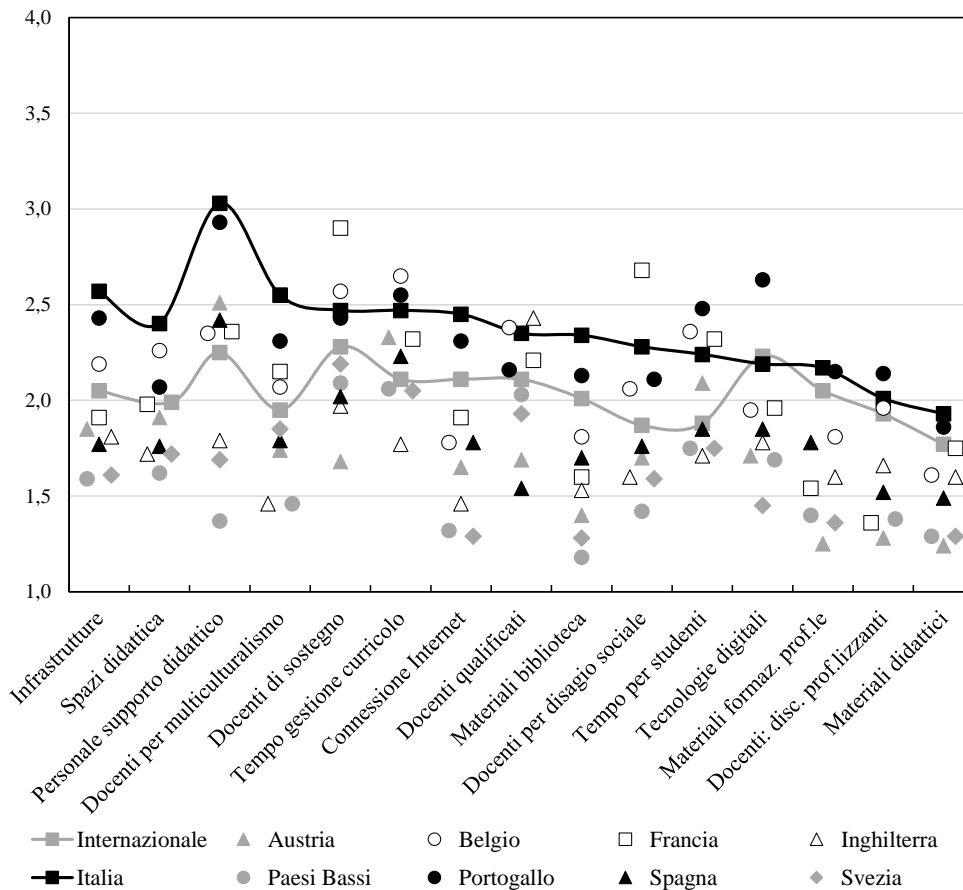 4,0
3,5
3,0
2,5
2,0
1,5
1,0
Infrastrutture
Spazi didattica
Personale supporto didattico
Docenti per multiculturalismo
Docenti di sostegno
Tempo gestione curricolo
Connessione Internet
Docenti qualificati
Materiali biblioteca
Docenti per disagio sociale
Tempo per studenti
Tecnologie digitali
Materiali formaz. prof.le
Docenti: disc. prof.lizzanti
Materiali didattici
Internazionale Austria Belgio Francia Inghilterra
Italia Paesi Bassi Portogallo Spagna Svezia